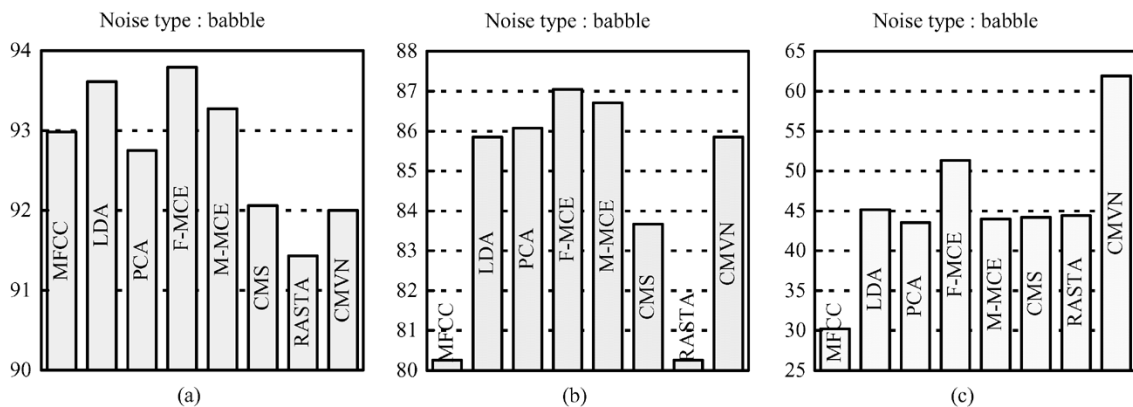 Noise type : babble
94
93
92
91
90
MFCC
LDA
PCA
F-MCE
M-MCE
CMS
RASTA
CMVN
(a)
Noise type : babble
88
87
86
85
84
83
82
81
80
MFCC
LDA
PCA
F-MCE
M-MCE
CMS
RASTA
CMVN
(b)
Noise type : babble
65
60
55
50
45
40
35
30
25
MFCC
LDA
PCA
F-MCE
M-MCE
CMS
RASTA
CMVN
(c)